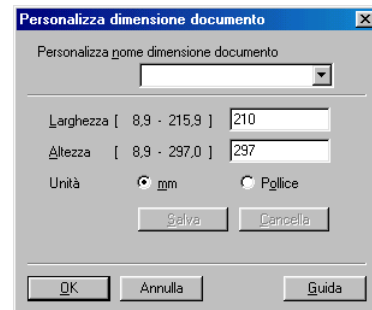 Personalizza dimensione documento
Personalizza nome dimensione documento
Larghezza [ 8,9 - 215,9 ] 210
Altezza [ 8,9 - 297,0 ] 297
Unità mm Pollice
Salva Cancella
OK Annulla Guida